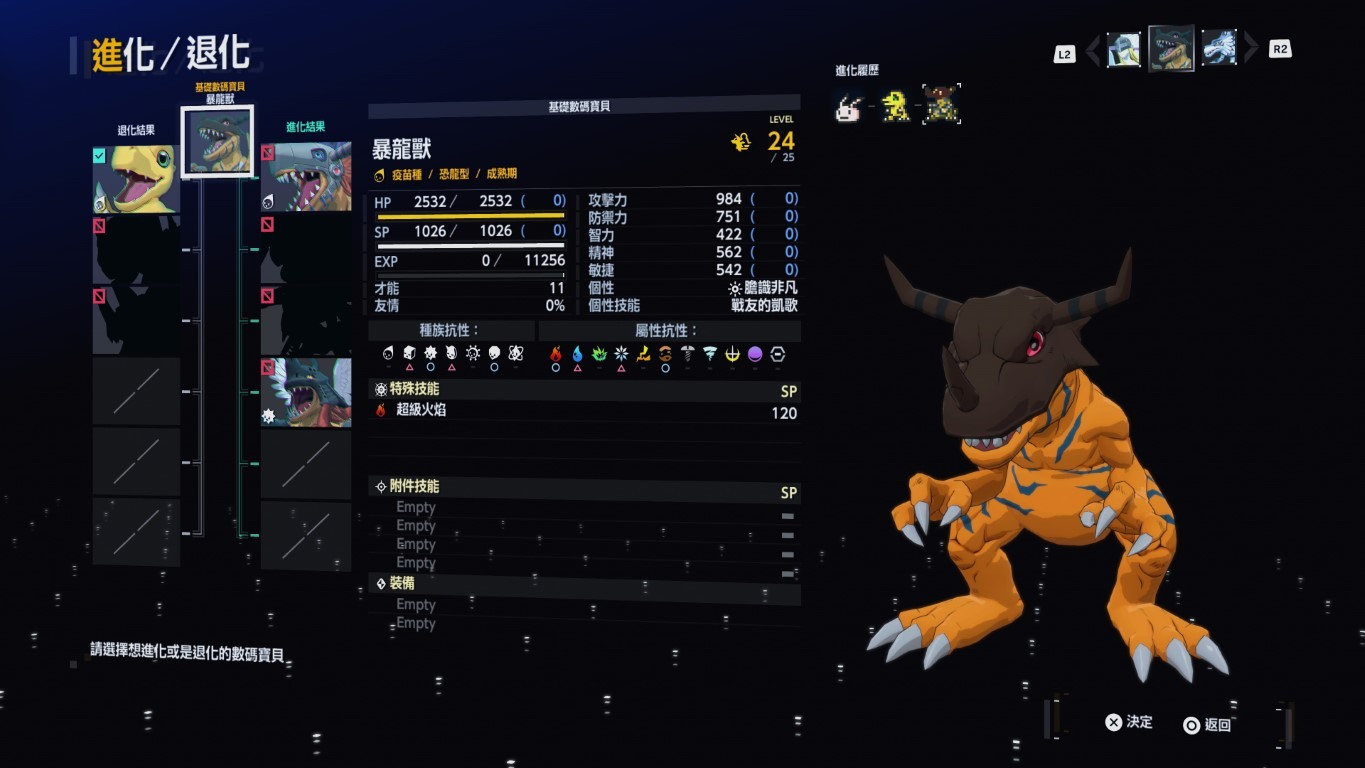 進化/退化
L2
R2
進化履歷
基礎數碼寶貝
暴龍獸
退化結果
進化結果
基礎數碼寶貝
暴龍獸
LEVEL
24
/ 25
疫苗種 / 恐龍型 / 成熟期
HP 2532 / 2532 ( 0)
SP 1026 / 1026 ( 0)
EXP 0 / 11256
才能 11
友情 0%
攻擊力 984 ( 0)
防禦力 751 ( 0)
智力 422 ( 0)
精神 562 ( 0)
敏捷 542 ( 0)
個性 膽識非凡
個性技能 戰友的凱歌
種族抗性：
屬性抗性：
特殊技能 SP
超級火焰 120
附件技能 SP
Empty
Empty
Empty
Empty
裝備
Empty
Empty
請選擇想進化或是退化的數碼寶貝
決定
返回